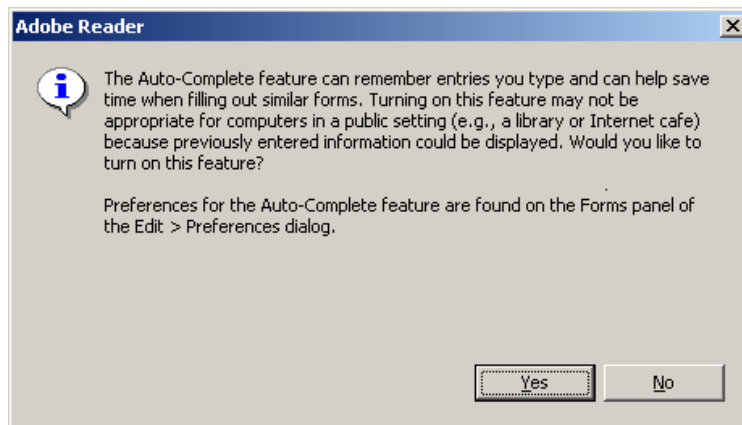 Adobe Reader
The Auto-Complete feature can remember entries you type and can help save
time when filling out similar forms. Turning on this feature may not be
appropriate for computers in a public setting (e.g., a library or Internet cafe)
because previously entered information could be displayed. Would you like to
turn on this feature?
Preferences for the Auto-Complete feature are found on the Forms panel of
the Edit > Preferences dialog.
Yes No